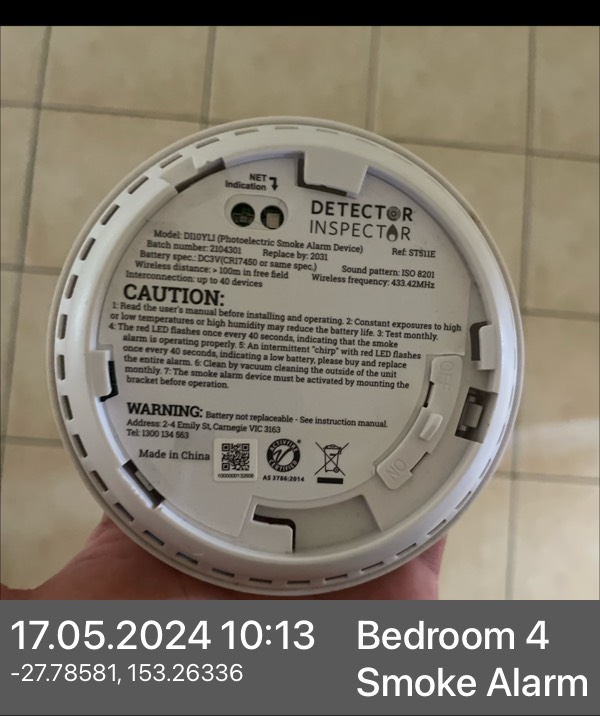 NET
Indication
DETECTOR
INSPECTOR
Model: DI10YLI (Photoelectric Smoke Alarm Device)
Ref: STS11E
Batch number: 2104301 Replace by: 2031
Battery spec.: DC3V(CR17450 or same spec.) Sound pattern: ISO 8201
Wireless distance: > 100m in free field Wireless frequency: 433.42MHz
Interconnection: up to 40 devices
CAUTION:
1: Read the user's manual before installing and operating. 2: Constant exposures to high
or low temperatures or high humidity may reduce the battery life. 3: Test monthly.
4: The red LED flashes once every 40 seconds, indicating that the smoke
alarm is operating properly. 5: An intermittent "chirp" with red LED flashes
once every 40 seconds, indicating a low battery, please buy and replace
the entire alarm. 6: Clean by vacuum cleaning the outside of the unit
monthly. 7: The smoke alarm device must be activated by mounting the
bracket before operation.
WARNING: Battery not replaceable - See instruction manual.
Address: 2-4 Emily St, Carnegie VIC 3163
Tel: 1300 134 563
Made in China
AS 3786:2014
OFF
ON
17.05.2024 10:13
-27.78581, 153.26336
Bedroom 4
Smoke Alarm